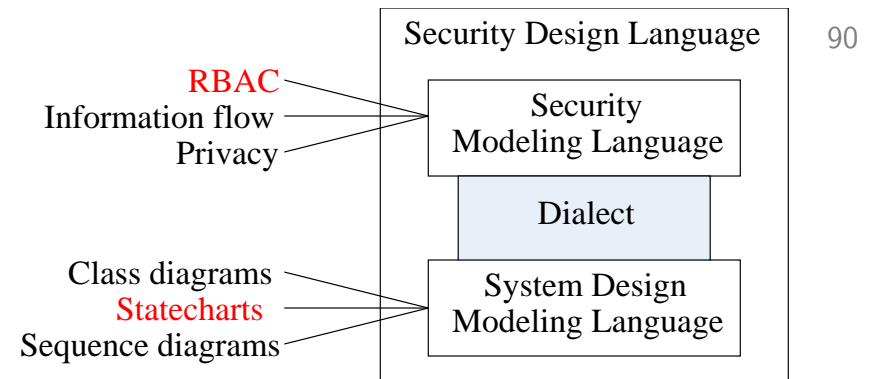 Security Design Language
90
RBAC
Information flow
Privacy
Security
Modeling Language
Dialect
Class diagrams
Statecharts
Sequence diagrams
System Design
Modeling Language